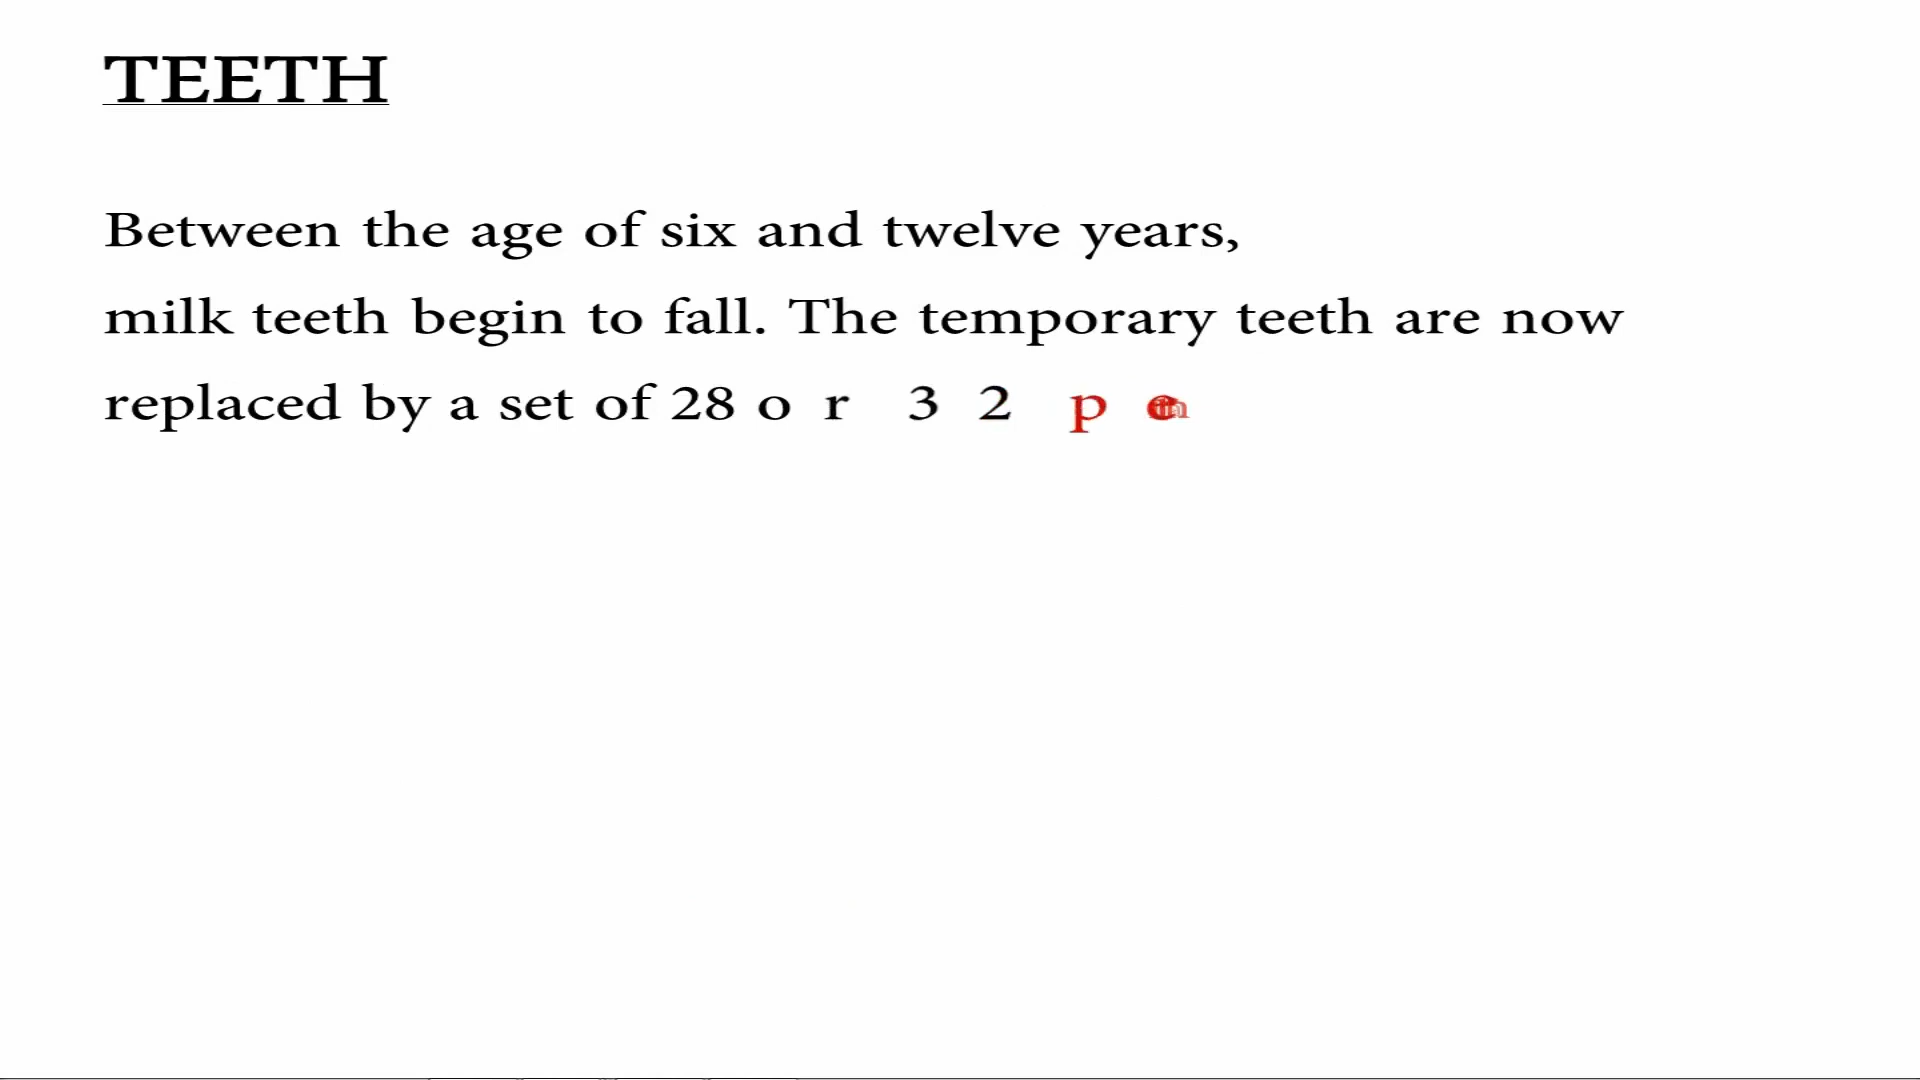 TEETH
Between the age of six and twelve years,
milk teeth begin to fall. The temporary teeth are now
replaced by a set of 28 o r 3 2 p